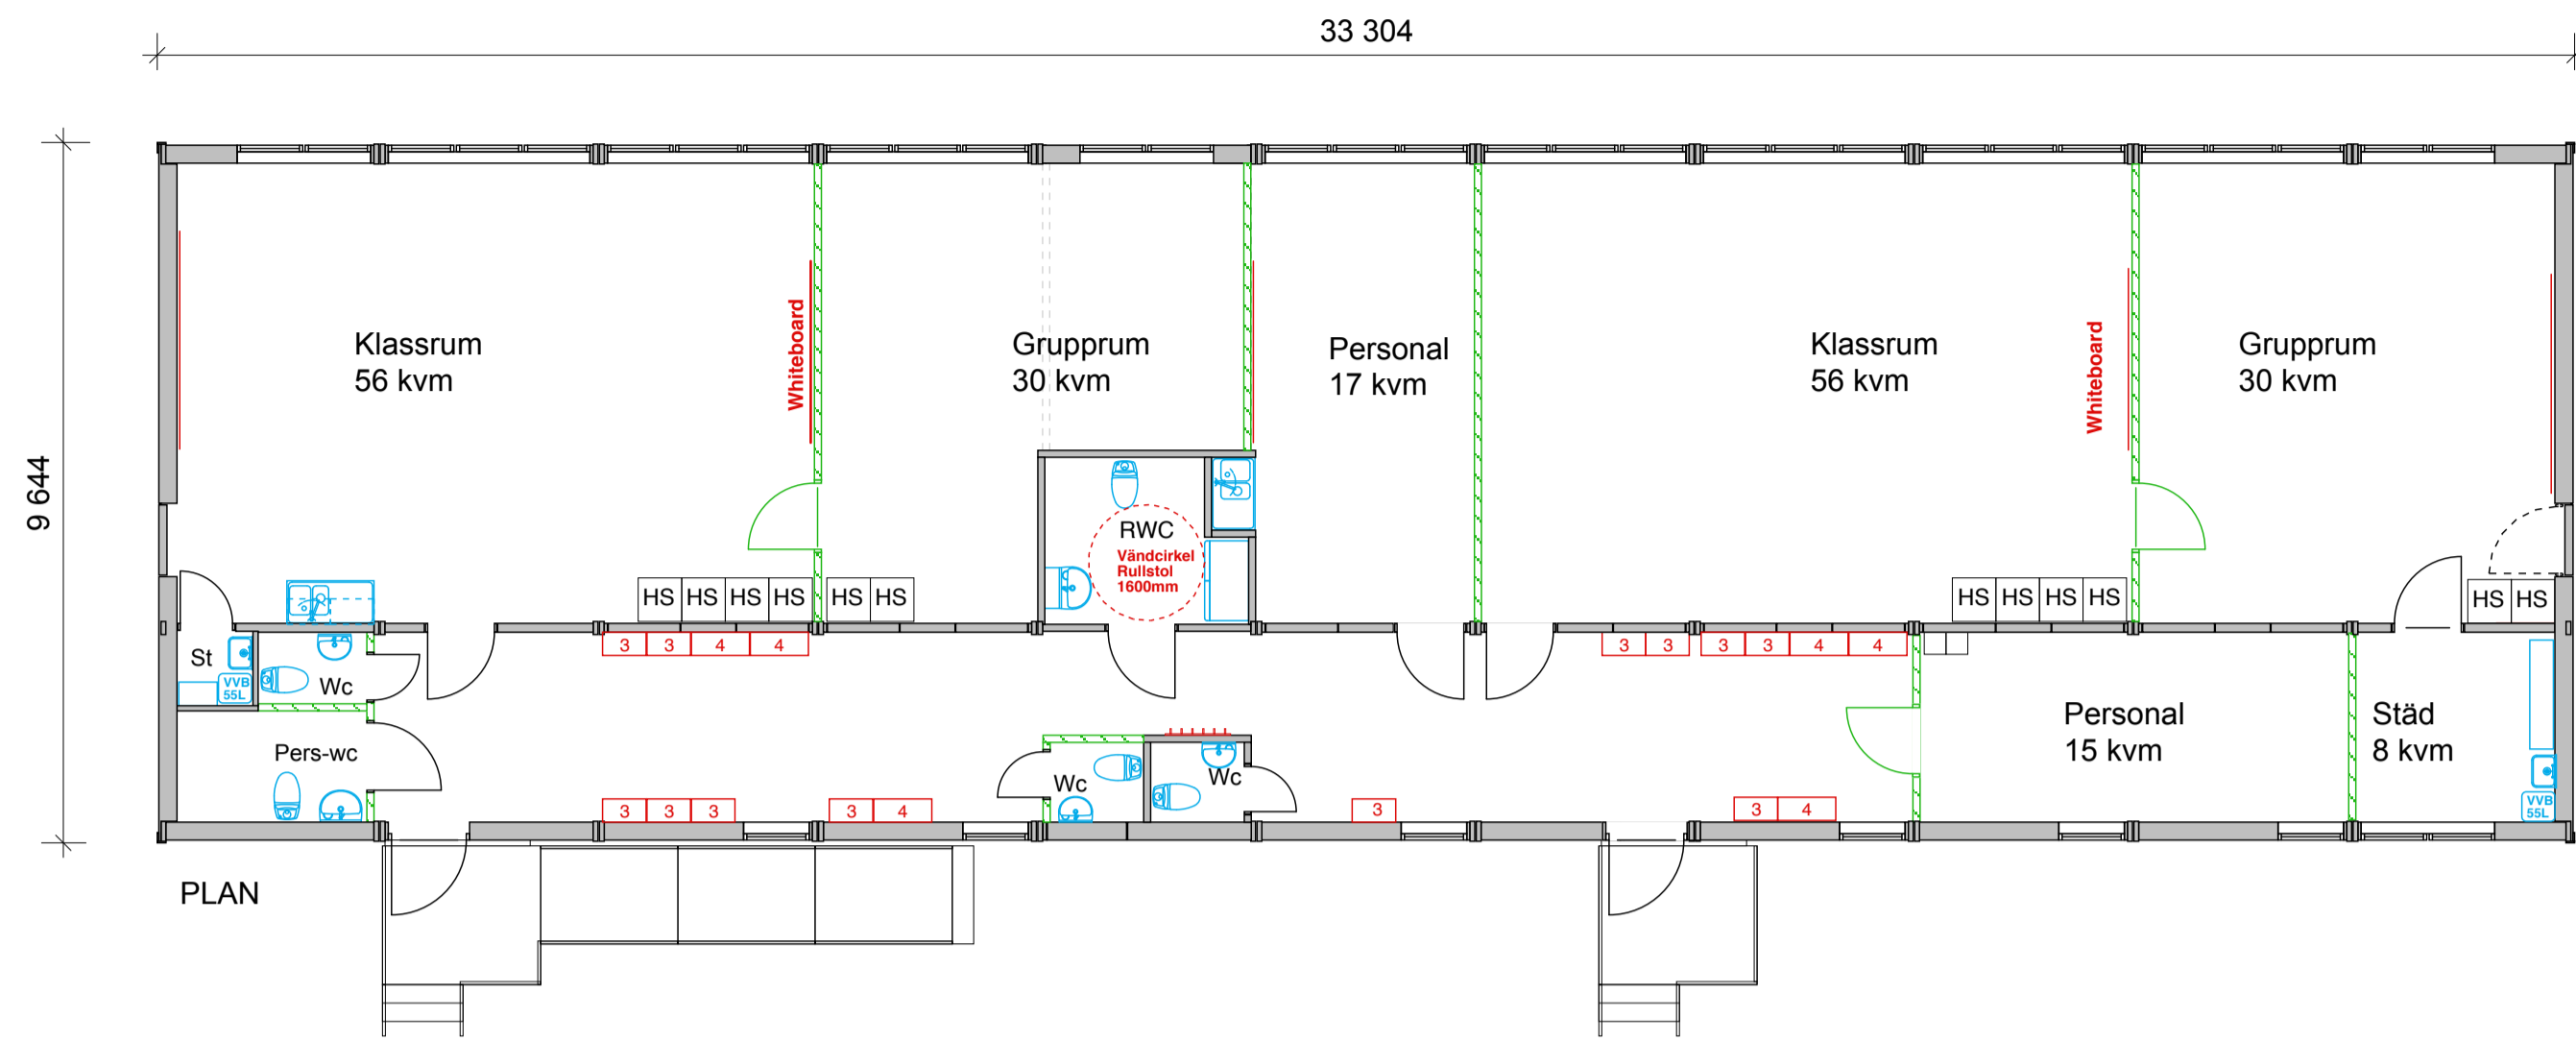 33 304
9 644
Klassrum
56 kvm
Whiteboard
Grupprum
30 kvm
Personal
17 kvm
Klassrum
56 kvm
Whiteboard
Grupprum
30 kvm
RWC
Vändcirkel
Rullstol
1600mm
HS HS HS HS HS HS
HS HS HS HS
HS HS
3 3 4 4
3 3 3 3 4 4
St
VVB
55L
Wc
Pers-wc
Wc
Wc
Personal
15 kvm
Städ
8 kvm
VVB
55L
3 3 3
3 4
3
3 4
PLAN